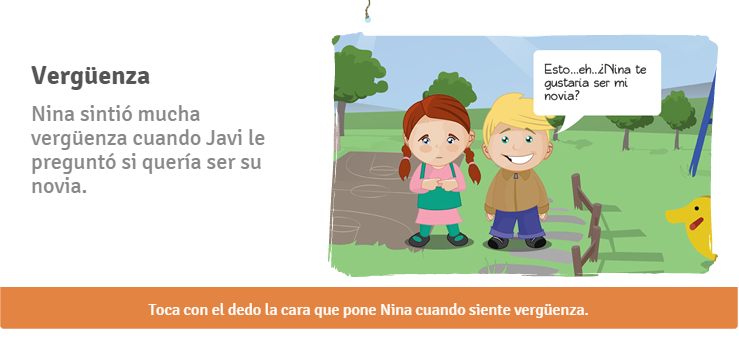 Vergüenza
Nina sintió mucha
vergüenza cuando Javi le
preguntó si quería ser su
novia.
Esto...eh..¿Nina te
gustaría ser mi
novia?
Toca con el dedo la cara que pone Nina cuando siente vergüenza.